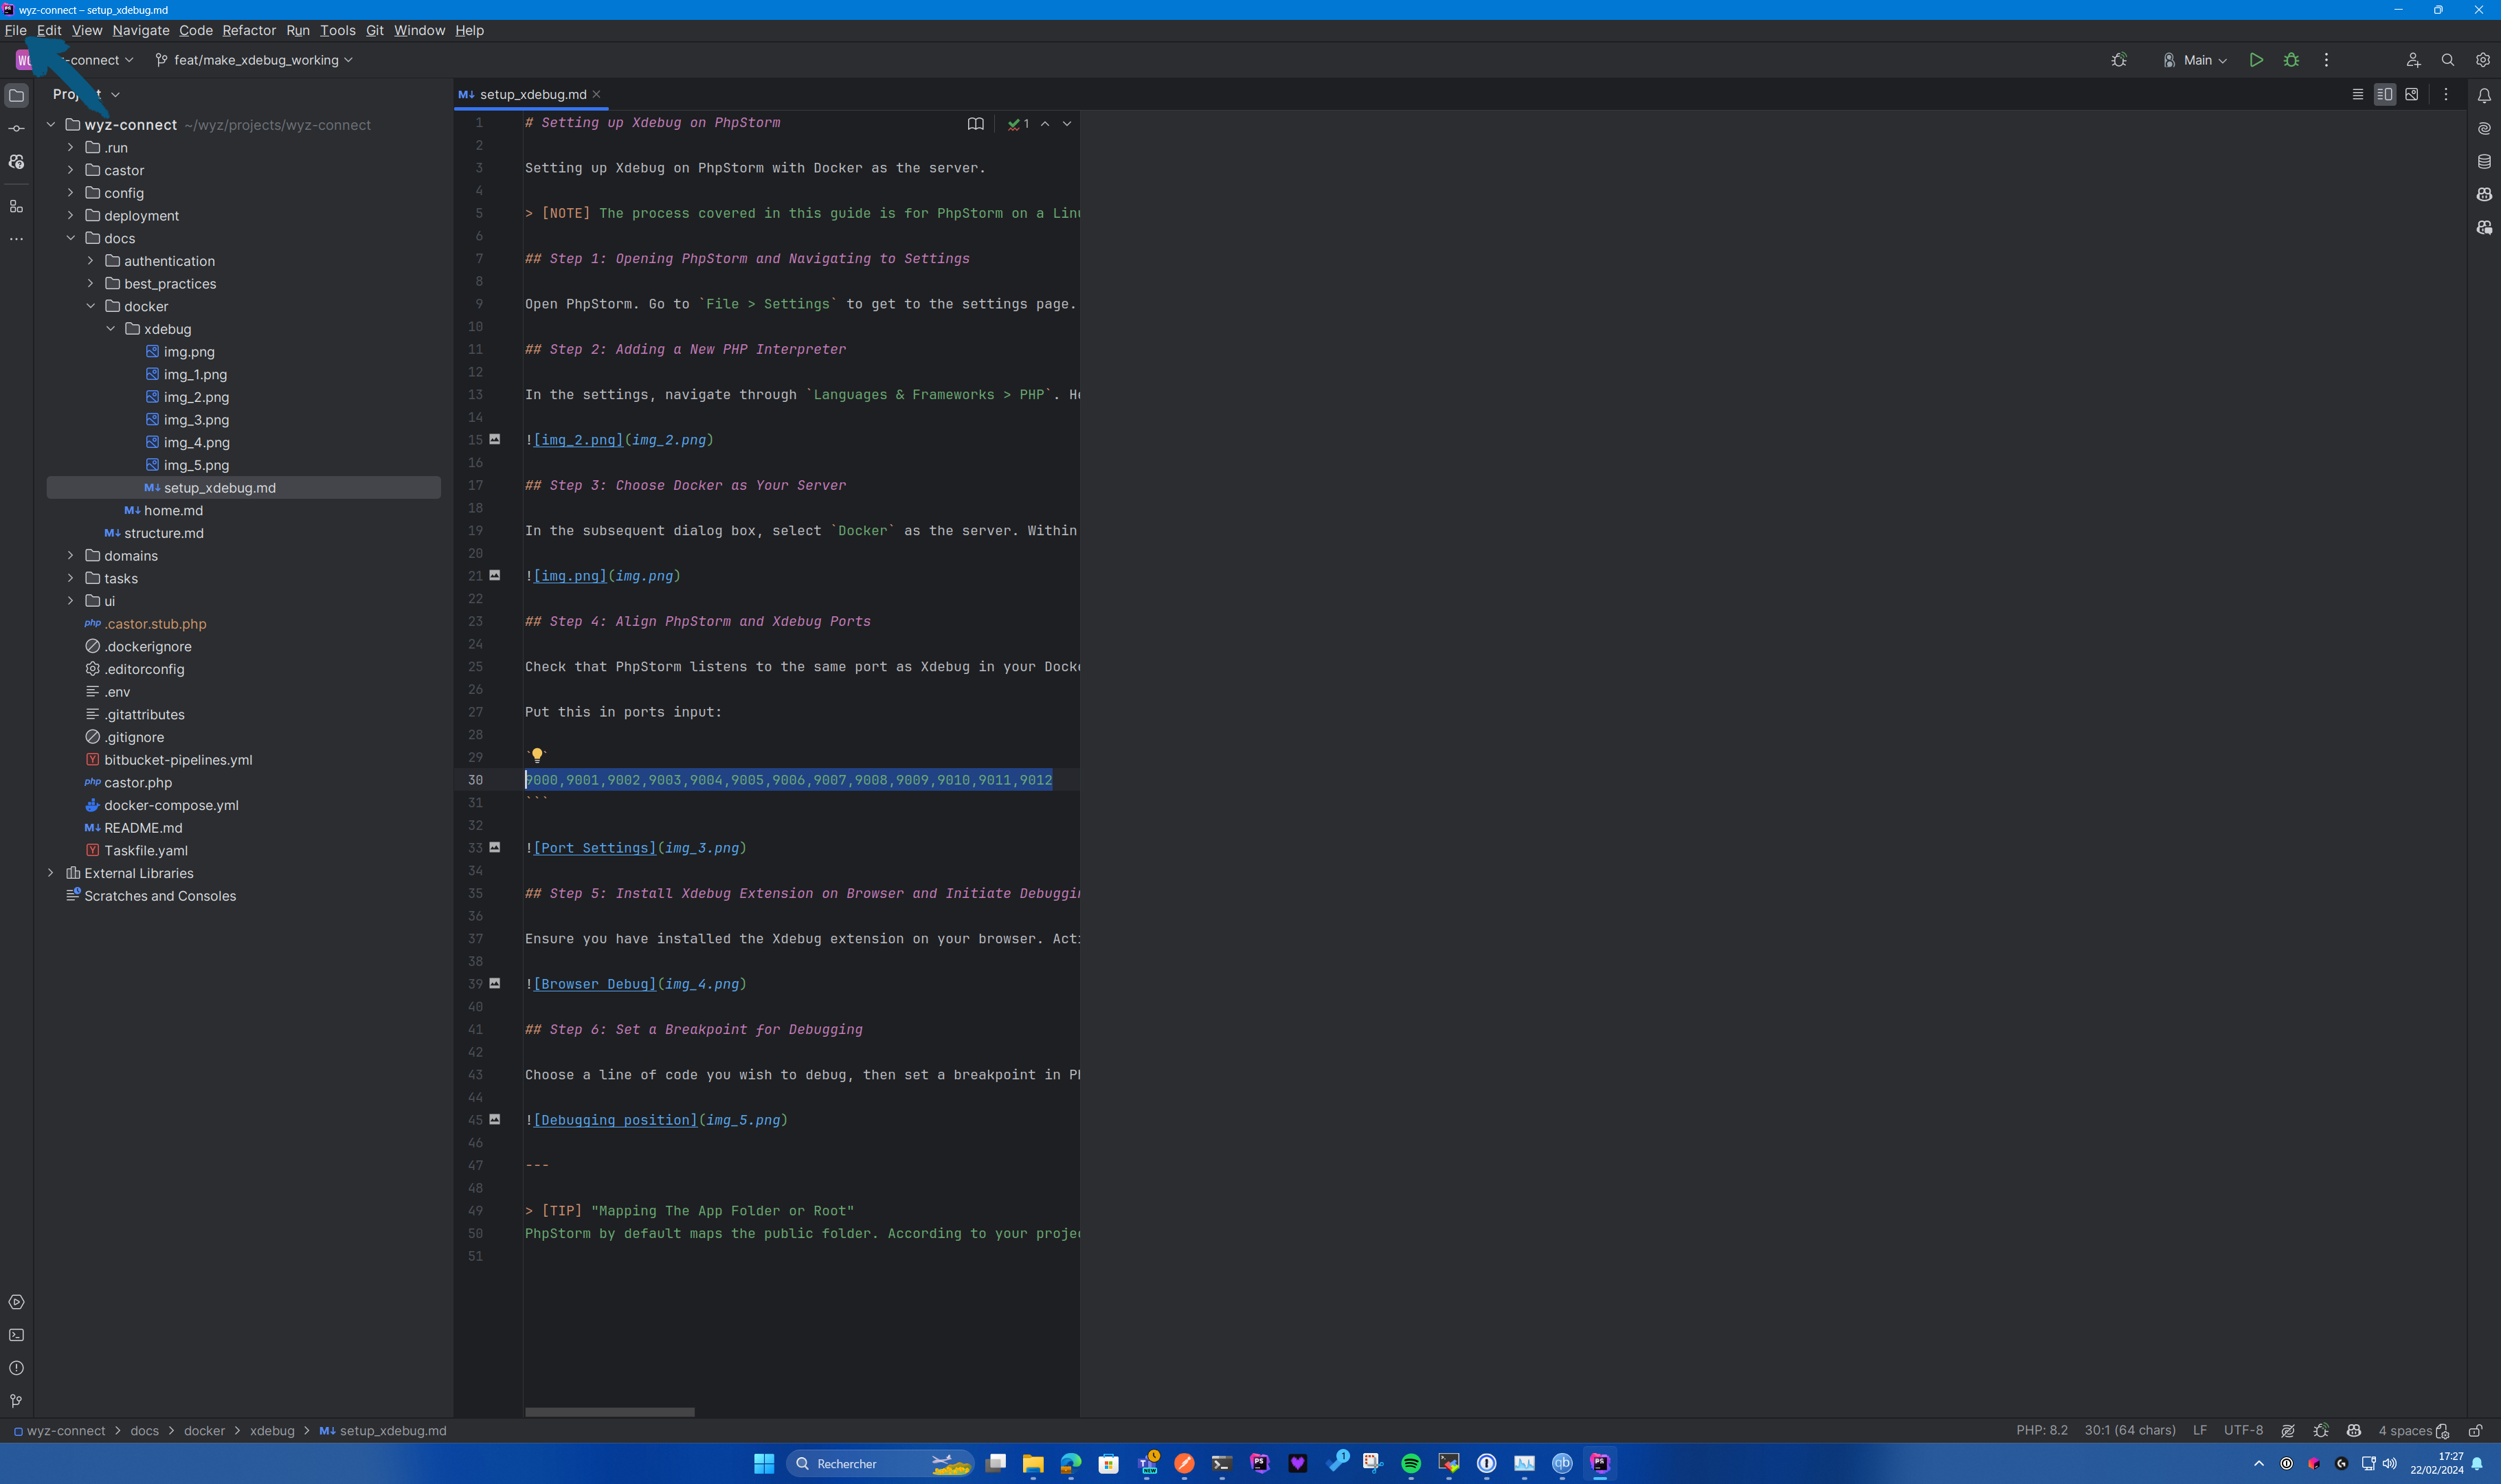 wyz-connect – setup_xdebug.md
File Edit View Navigate Code Refactor Run Tools Git Window Help
-connect feat/make_xdebug_working Main
Project
setup_xdebug.md
wyz-connect ~/wyz/projects/wyz-connect
.run
castor
config
deployment
docs
authentication
best_practices
docker
xdebug
img.png
img_1.png
img_2.png
img_3.png
img_4.png
img_5.png
setup_xdebug.md
home.md
structure.md
domains
tasks
ui
.castor.stub.php
.dockerignore
.editorconfig
.env
.gitattributes
.gitignore
bitbucket-pipelines.yml
castor.php
docker-compose.yml
README.md
Taskfile.yaml
External Libraries
Scratches and Consoles
1 # Setting up Xdebug on PhpStorm
1
2
3 Setting up Xdebug on PhpStorm with Docker as the server.
4
5 > [NOTE] The process covered in this guide is for PhpStorm on a Linu
6
7 ## Step 1: Opening PhpStorm and Navigating to Settings
8
9 Open PhpStorm. Go to `File > Settings` to get to the settings page.
10
11 ## Step 2: Adding a New PHP Interpreter
12
13 In the settings, navigate through `Languages & Frameworks > PHP`. He
14
15 ![img_2.png](img_2.png)
16
17 ## Step 3: Choose Docker as Your Server
18
19 In the subsequent dialog box, select `Docker` as the server. Within
20
21 ![img.png](img.png)
22
23 ## Step 4: Align PhpStorm and Xdebug Ports
24
25 Check that PhpStorm listens to the same port as Xdebug in your Docke
26
27 Put this in ports input:
28
29
30 9000,9001,9002,9003,9004,9005,9006,9007,9008,9009,9010,9011,9012
31 ```
32
33 ![Port Settings](img_3.png)
34
35 ## Step 5: Install Xdebug Extension on Browser and Initiate Debuggin
36
37 Ensure you have installed the Xdebug extension on your browser. Acti
38
39 ![Browser Debug](img_4.png)
40
41 ## Step 6: Set a Breakpoint for Debugging
42
43 Choose a line of code you wish to debug, then set a breakpoint in Ph
44
45 ![Debugging position](img_5.png)
46
47 ---
48
49 > [TIP] "Mapping The App Folder or Root"
50 PhpStorm by default maps the public folder. According to your projec
51
wyz-connect > docs > docker > xdebug > setup_xdebug.md
PHP: 8.2 30:1 (64 chars) LF UTF-8 4 spaces
Rechercher
17:27
22/02/2024